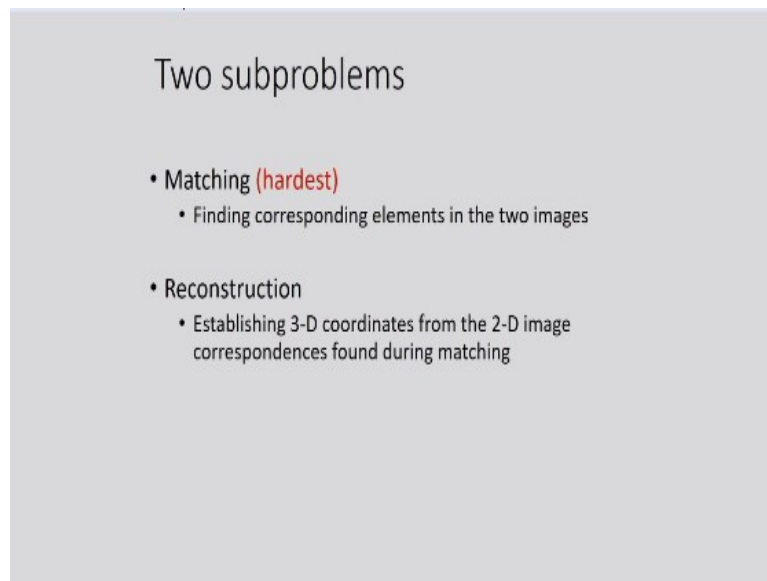 Two subproblems
• Matching (hardest)
• Finding corresponding elements in the two images
• Reconstruction
• Establishing 3-D coordinates from the 2-D image
correspondences found during matching